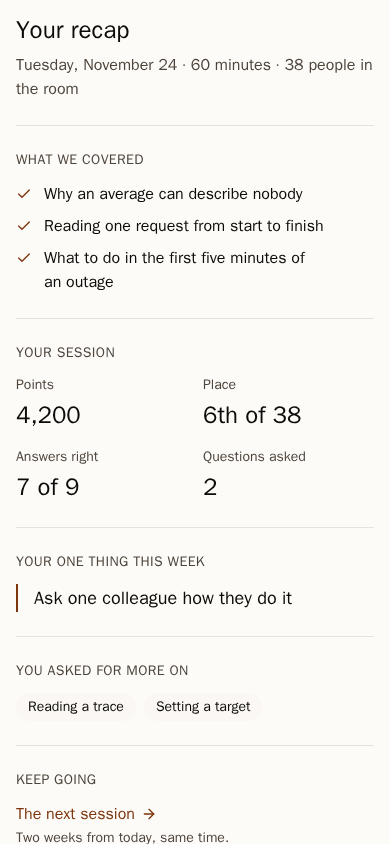 Your recap
Tuesday, November 24 · 60 minutes · 38 people in
the room
WHAT WE COVERED
Why an average can describe nobody
Reading one request from start to finish
What to do in the first five minutes of
an outage
YOUR SESSION
Points
Place
4,200
6th of 38
Answers right
Questions asked
7 of 9
2
YOUR ONE THING THIS WEEK
Ask one colleague how they do it
YOU ASKED FOR MORE ON
Reading a trace
Setting a target
KEEP GOING
The next session →
Two weeks from today, same time.